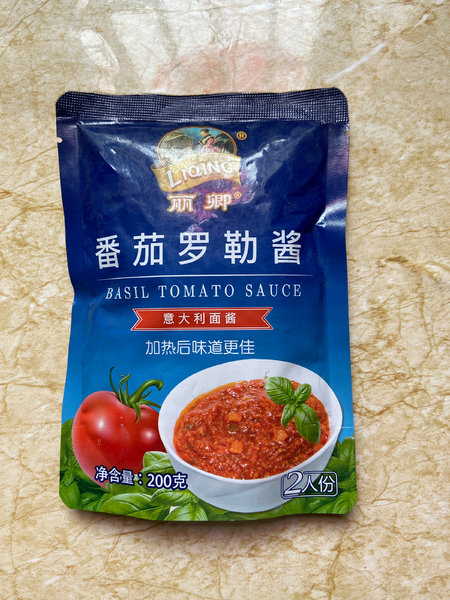 LIQING ®
丽卿®
番茄罗勒酱
BASIL TOMATO SAUCE
意大利面酱
加热后味道更佳
净含量：200克
2人份